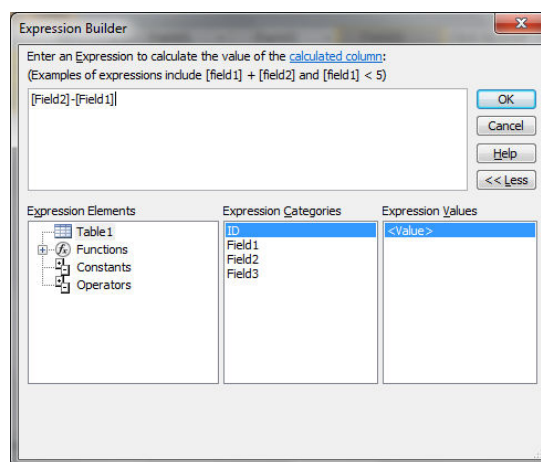 Expression Builder
Enter an Expression to calculate the value of the calculated column:
(Examples of expressions include [field1] + [field2] and [field1] < 5)
[Field2]-[Field1]
OK
Cancel
Help
<< Less
Expression Elements
Table1
Functions
Constants
Operators
Expression Categories
ID
Field1
Field2
Field3
Expression Values
<Value>